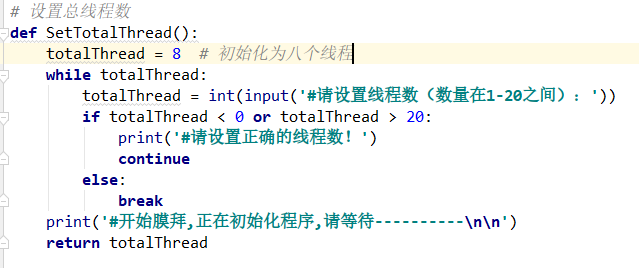 # 设置总线程数
def SetTotalThread():
    totalThread = 8  # 初始化为八个线程
    while totalThread:
        totalThread = int(input('#请设置线程数（数量在1-20之间）：'))
        if totalThread < 0 or totalThread > 20:
            print('#请设置正确的线程数！')
            continue
        else:
            break
    print('#开始膜拜,正在初始化程序,请等待----------\n\n')
    return totalThread